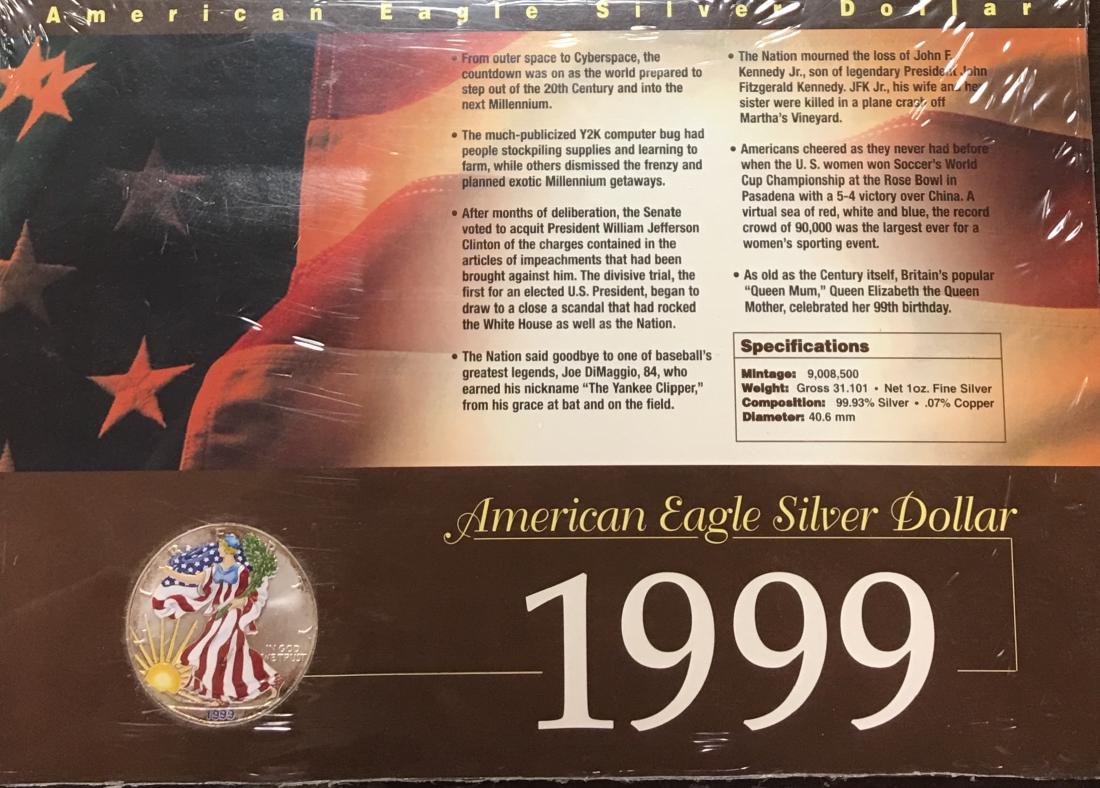 American Eagle Silver Dollar
• From outer space to Cyberspace, the
countdown was on as the world prepared to
step out of the 20th Century and into the
next Millennium.
• The much-publicized Y2K computer bug had
people stockpiling supplies and learning to
farm, while others dismissed the frenzy and
planned exotic Millennium getaways.
• After months of deliberation, the Senate
voted to acquit President William Jefferson
Clinton of the charges contained in the
articles of impeachments that had been
brought against him. The divisive trial, the
first for an elected U.S. President, began to
draw to a close a scandal that had rocked
the White House as well as the Nation.
• The Nation said goodbye to one of baseball's
greatest legends, Joe DiMaggio, 84, who
earned his nickname “The Yankee Clipper,”
from his grace at bat and on the field.
• The Nation mourned the loss of John F.
Kennedy Jr., son of legendary President John
Fitzgerald Kennedy. JFK Jr., his wife and her
sister were killed in a plane crash off
Martha's Vineyard.
• Americans cheered as they never had before
when the U. S. women won Soccer's World
Cup Championship at the Rose Bowl in
Pasadena with a 5-4 victory over China. A
virtual sea of red, white and blue, the record
crowd of 90,000 was the largest ever for a
women's sporting event.
• As old as the Century itself, Britain's popular
“Queen Mum,” Queen Elizabeth the Queen
Mother, celebrated her 99th birthday.
Specifications
Mintage: 9,008,500
Weight: Gross 31.101 • Net 1oz. Fine Silver
Composition: 99.93% Silver • .07% Copper
Diameter: 40.6 mm
American Eagle Silver Dollar
1999
IN GOD
WE TRUST
1999